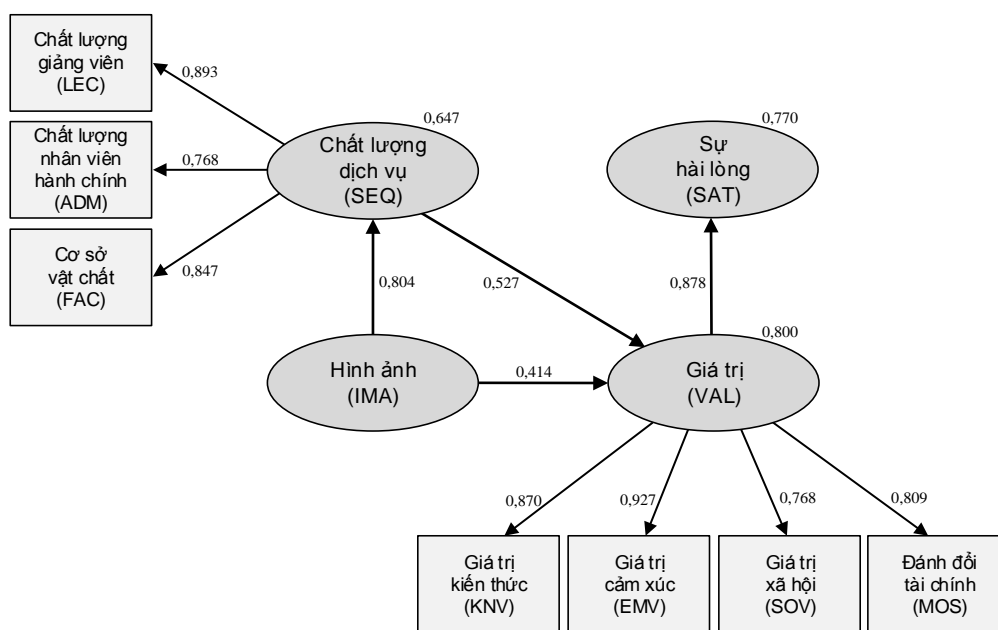 Chất lượng
giảng viên
(LEC)
0,893
Chất lượng
nhân viên
hành chính
(ADM)
0,768
Cơ sở
vật chất
(FAC)
0,847
0,647
Chất lượng
dịch vụ
(SEQ)
0,770
Sự
hài lòng
(SAT)
0,804
0,527
0,878
Hình ảnh
(IMA)
0,414
0,800
Giá trị
(VAL)
0,870
0,927
0,768
0,809
Giá trị
kiến thức
(KNV)
Giá trị
cảm xúc
(EMV)
Giá trị
xã hội
(SOV)
Đánh đổi
tài chính
(MOS)